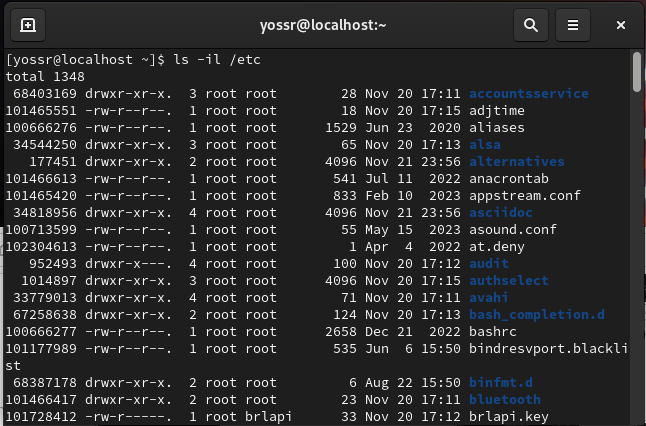 yossr@localhost:~
[yossr@localhost ~]$ ls -il /etc
total 1348
 68403169 drwxr-xr-x.  3 root root      28 Nov 20 17:11 accountsservice
101465551 -rw-r--r--.  1 root root      18 Nov 20 17:15 adjtime
100666276 -rw-r--r--.  1 root root    1529 Jun 23  2020 aliases
 34544250 drwxr-xr-x.  3 root root      65 Nov 20 17:13 alsa
   177451 drwxr-xr-x.  2 root root    4096 Nov 21 23:56 alternatives
101466613 -rw-r--r--.  1 root root     541 Jul 11  2022 anacrontab
101465420 -rw-r--r--.  1 root root     833 Feb 10  2023 appstream.conf
 34818956 drwxr-xr-x.  4 root root    4096 Nov 21 23:56 asciidoc
100713599 -rw-r--r--.  1 root root      55 May 15  2023 asound.conf
102304613 -rw-r--r--.  1 root root       1 Apr  4  2022 at.deny
   952493 drwxr-x---.  4 root root     100 Nov 20 17:12 audit
  1014897 drwxr-xr-x.  3 root root    4096 Nov 20 17:15 authselect
 33779013 drwxr-xr-x.  4 root root      71 Nov 20 17:11 avahi
 67258638 drwxr-xr-x.  2 root root     124 Nov 20 17:13 bash_completion.d
100666277 -rw-r--r--.  1 root root    2658 Dec 21  2022 bashrc
101177989 -rw-r--r--.  1 root root     535 Jun  6 15:50 bindresvport.blackli
st
 68387178 drwxr-xr-x.  2 root root       6 Aug 22 15:50 binfmt.d
101466417 drwxr-xr-x.  2 root root      23 Nov 20 17:11 bluetooth
101728412 -rw-r-----.  1 root brlapi    33 Nov 20 17:12 brlapi.key